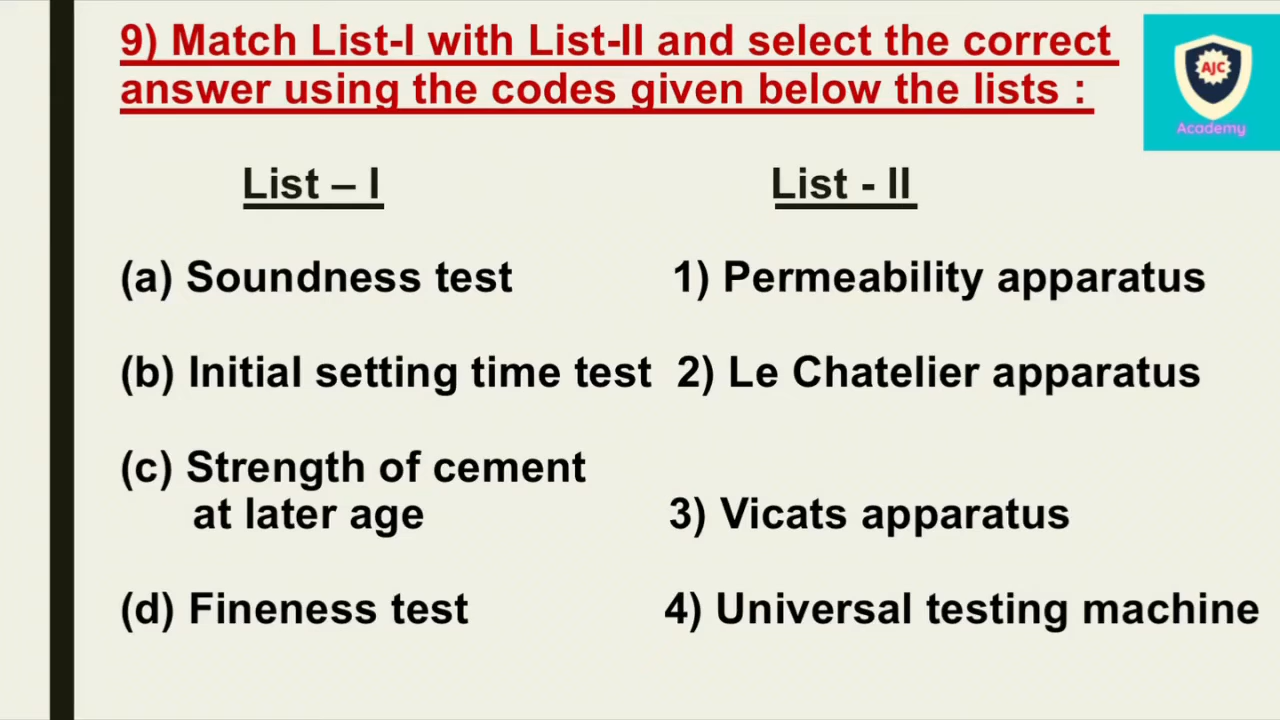 9) Match List-I with List-II and select the correct
answer using the codes given below the lists :
AJC
Academy
List – I
List - II
(a) Soundness test
1) Permeability apparatus
(b) Initial setting time test
2) Le Chatelier apparatus
(c) Strength of cement
at later age
3) Vicats apparatus
(d) Fineness test
4) Universal testing machine